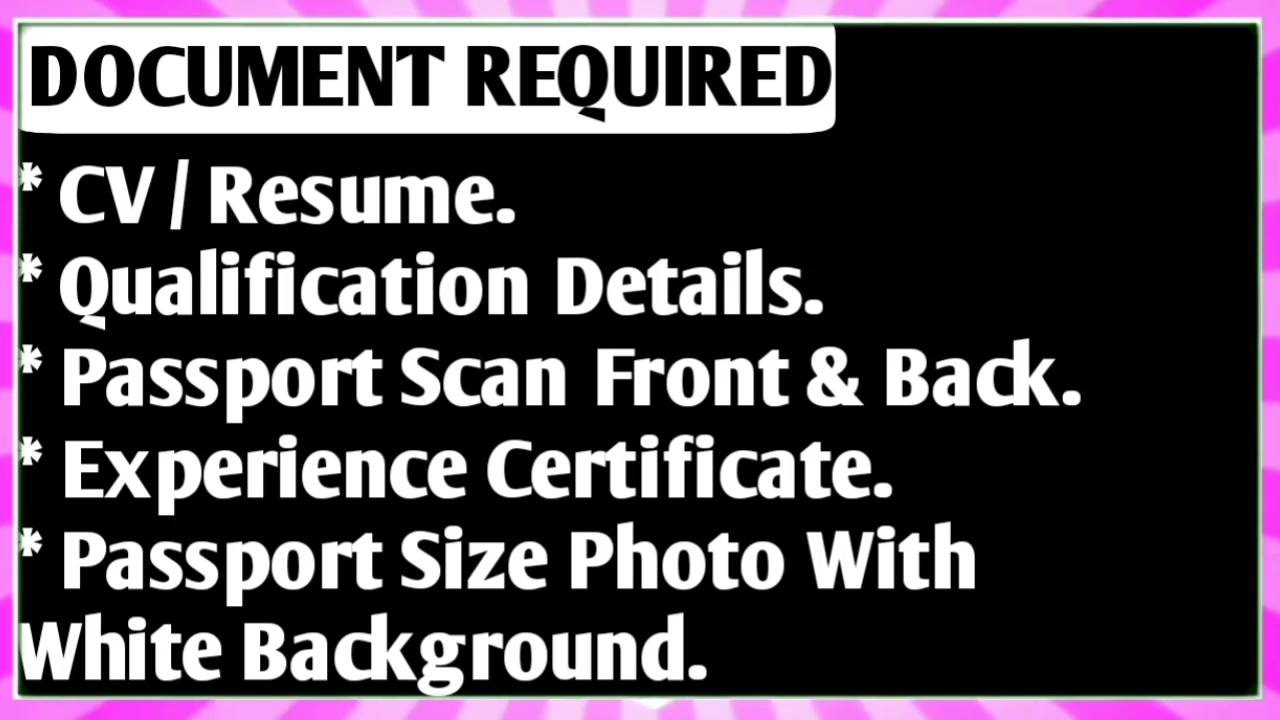 DOCUMENT REQUIRED
* CV / Resume.
* Qualification Details.
* Passport Scan Front & Back.
* Experience Certificate.
* Passport Size Photo With
White Background.